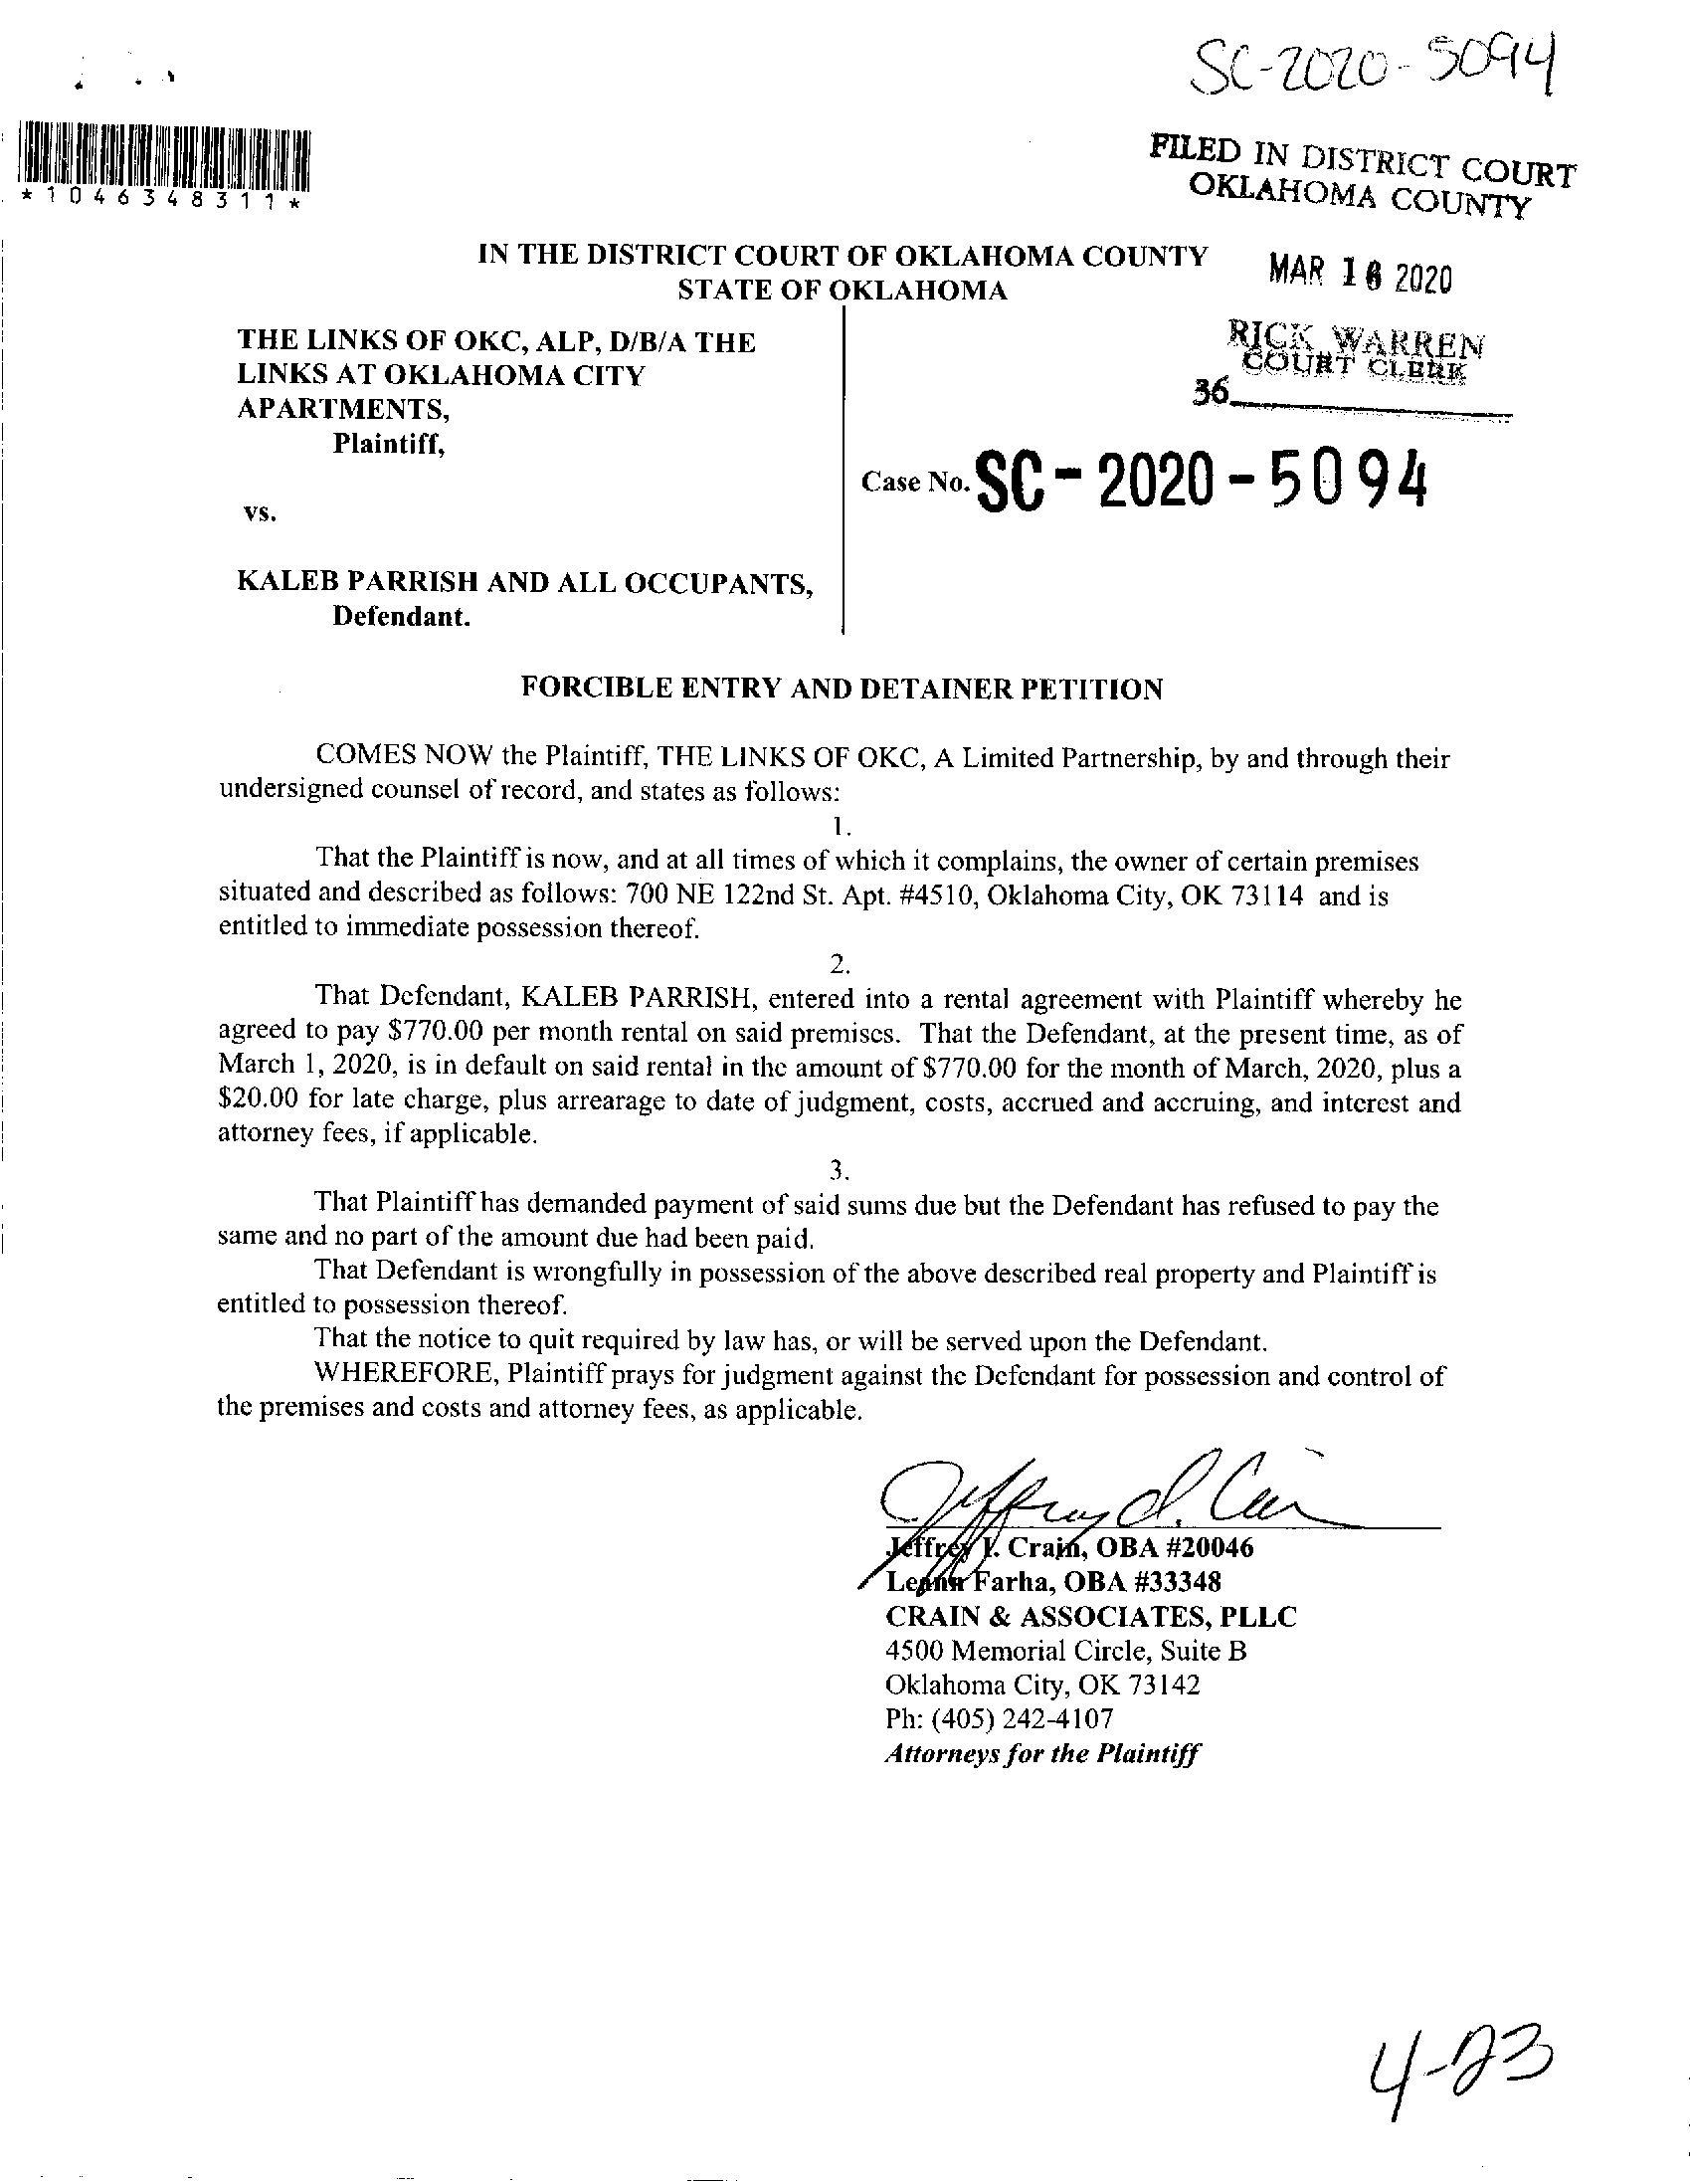 SC-2020-5094
*1046348311*
FILED IN DISTRICT COURT
OKLAHOMA COUNTY
IN THE DISTRICT COURT OF OKLAHOMA COUNTY
STATE OF OKLAHOMA
MAR 16 2020
RICK WARREN
COURT CLERK
36
THE LINKS OF OKC, ALP, D/B/A THE
LINKS AT OKLAHOMA CITY
APARTMENTS,
Plaintiff,
Case No. SC-2020-5094
vs.
KALEB PARRISH AND ALL OCCUPANTS,
Defendant.
FORCIBLE ENTRY AND DETAINER PETITION
COMES NOW the Plaintiff, THE LINKS OF OKC, A Limited Partnership, by and through their
undersigned counsel of record, and states as follows:
1.
That the Plaintiff is now, and at all times of which it complains, the owner of certain premises
situated and described as follows: 700 NE 122nd St. Apt. #4510, Oklahoma City, OK 73114 and is
entitled to immediate possession thereof.
2.
That Defendant, KALEB PARRISH, entered into a rental agreement with Plaintiff whereby he
agreed to pay $770.00 per month rental on said premises. That the Defendant, at the present time, as of
March 1, 2020, is in default on said rental in the amount of $770.00 for the month of March, 2020, plus a
$20.00 for late charge, plus arrearage to date of judgment, costs, accrued and accruing, and interest and
attorney fees, if applicable.
3.
That Plaintiff has demanded payment of said sums due but the Defendant has refused to pay the
same and no part of the amount due had been paid.
That Defendant is wrongfully in possession of the above described real property and Plaintiff is
entitled to possession thereof.
That the notice to quit required by law has, or will be served upon the Defendant.
WHEREFORE, Plaintiff prays for judgment against the Defendant for possession and control of
the premises and costs and attorney fees, as applicable.
Jeffrey Crain, OBA #20046
Farha, OBA #33348
CRAIN & ASSOCIATES, PLLC
4500 Memorial Circle, Suite B
Oklahoma City, OK 73142
Ph: (405) 242-4107
Attorneys for the Plaintiff
4-23